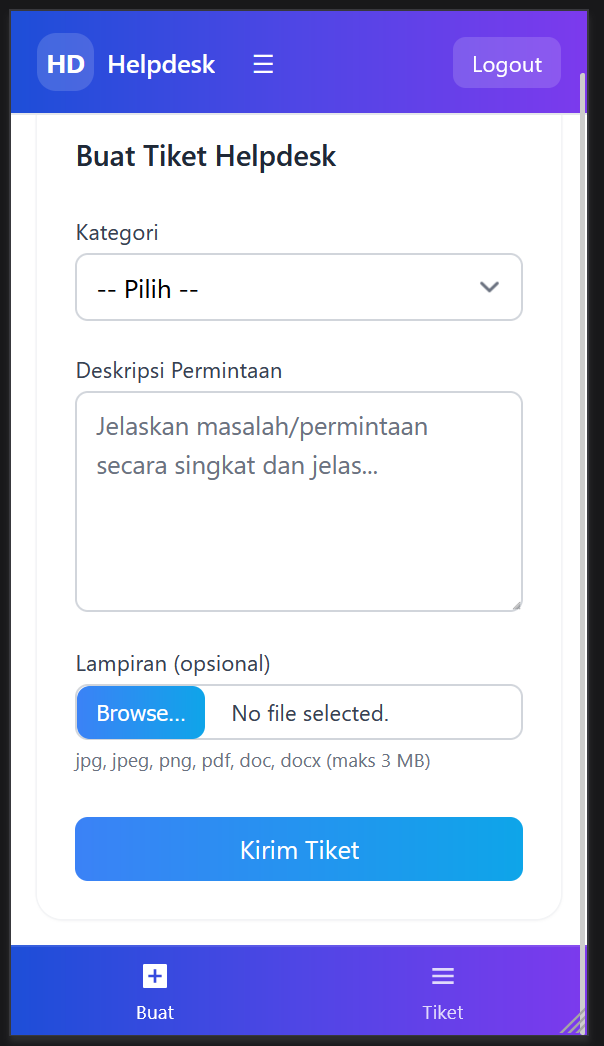 HD Helpdesk ☰ Logout
Buat Tiket Helpdesk
Kategori
-- Pilih --
Deskripsi Permintaan
Jelaskan masalah/permintaan
secara singkat dan jelas...
Lampiran (opsional)
Browse... No file selected.
jpg, jpeg, png, pdf, doc, docx (maks 3 MB)
Kirim Tiket
Buat Tiket